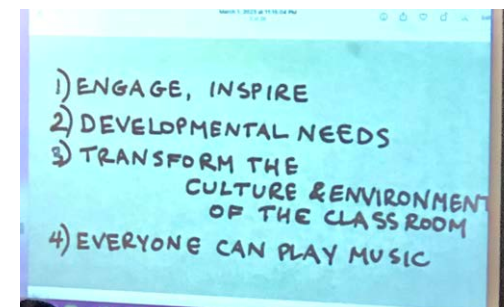 1) ENGAGE, INSPIRE
2) DEVELOPMENTAL NEEDS
3) TRANSFORM THE
CULTURE & ENVIRONMENT
OF THE CLASSROOM
4) EVERYONE CAN PLAY MUSIC